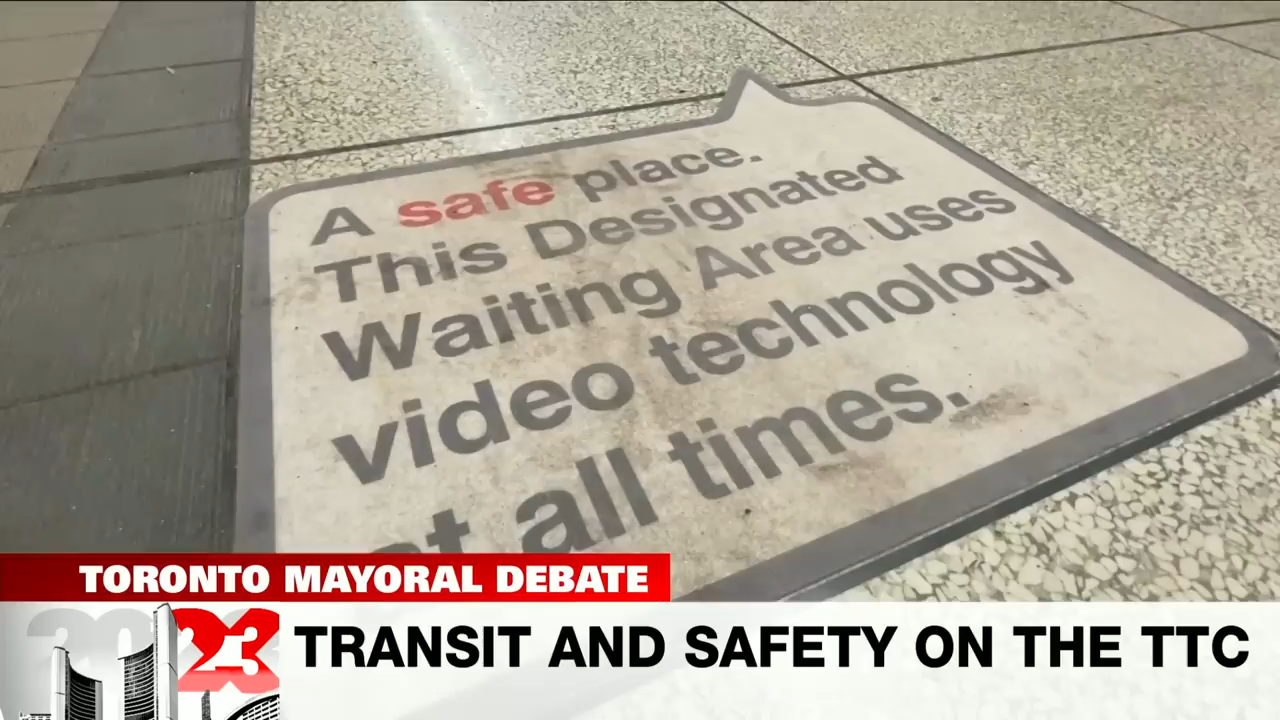 A safe place.
This Designated
Waiting Area uses
video technology
at all times.
TORONTO MAYORAL DEBATE
2023
TRANSIT AND SAFETY ON THE TTC